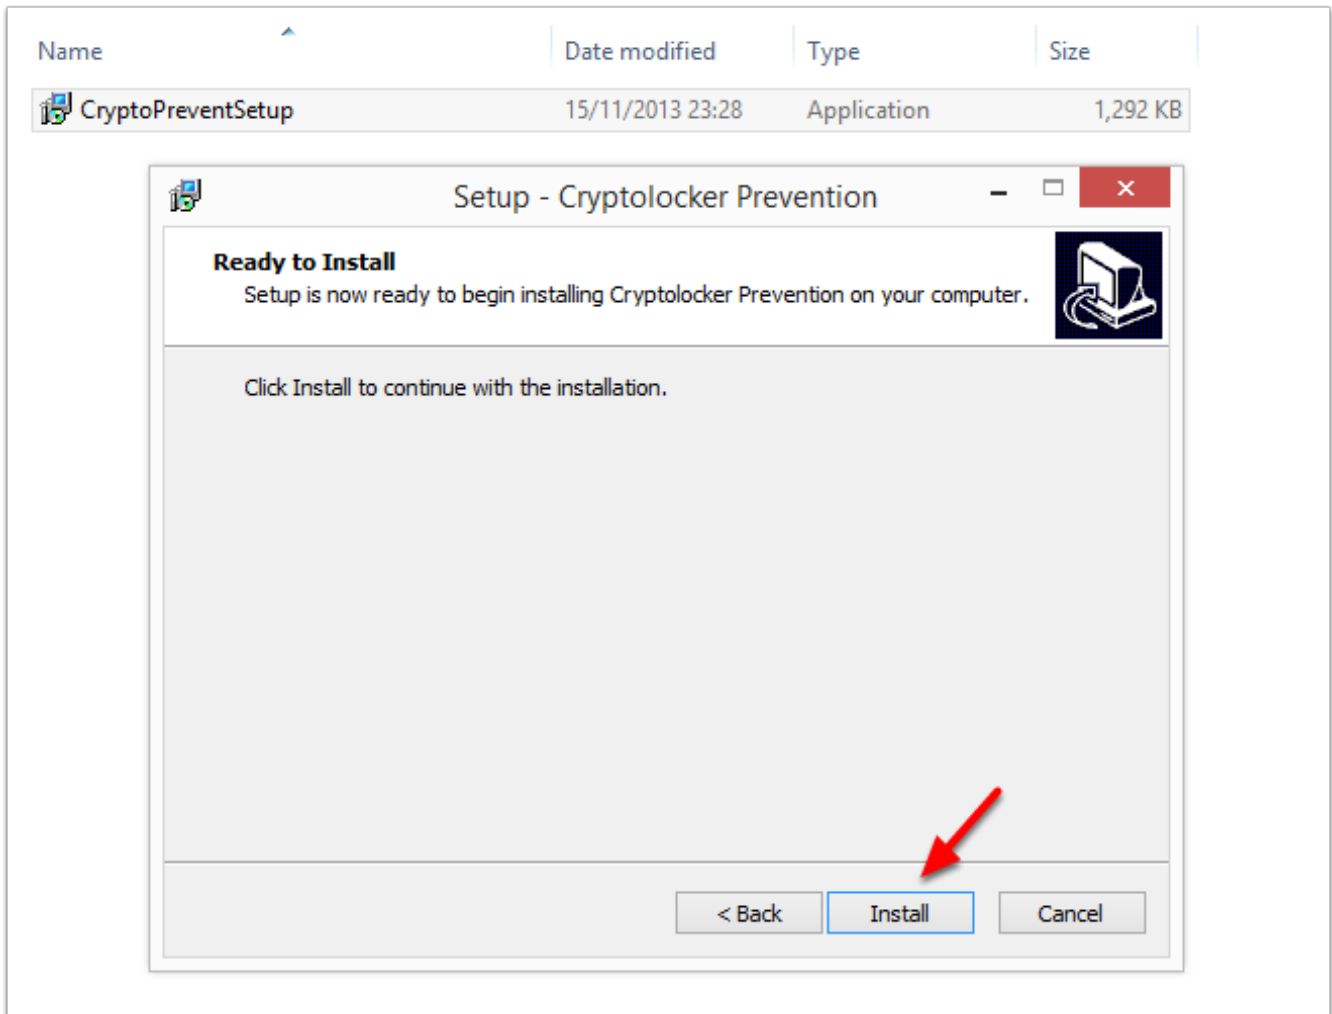 Name Date modified Type Size
CryptoPreventSetup 15/11/2013 23:28 Application 1,292 KB
Setup - Cryptolocker Prevention
Ready to Install
Setup is now ready to begin installing Cryptolocker Prevention on your computer.
Click Install to continue with the installation.
< Back Install Cancel